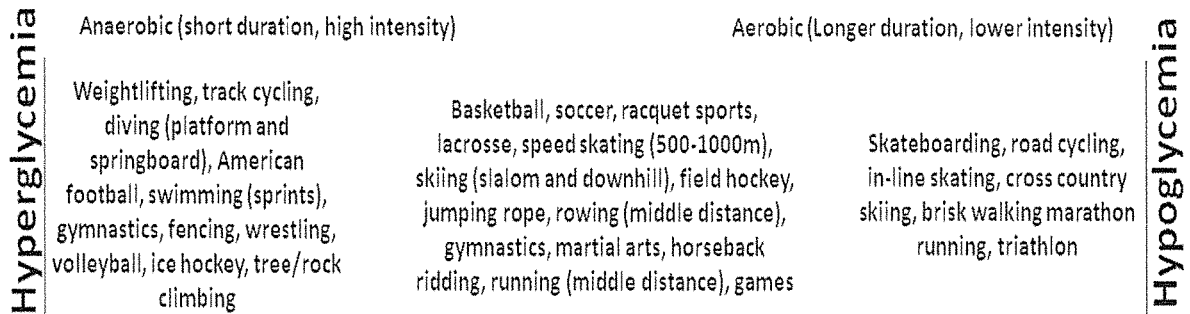 Hyperglycemia
Anaerobic (short duration, high intensity)
Weightlifting, track cycling,
diving (platform and
springboard), American
football, swimming (sprints),
gymnastics, fencing, wrestling,
volleyball, ice hockey, tree/rock
climbing
Basketball, soccer, racquet sports,
lacrosse, speed skating (500-1000m),
skiing (slalom and downhill), field hockey,
jumping rope, rowing (middle distance),
gymnastics, martial arts, horseback
ridding, running (middle distance), games
Aerobic (Longer duration, lower intensity)
Skateboarding, road cycling,
in-line skating, cross country
skiing, brisk walking marathon
running, triathlon
Hypoglycemia